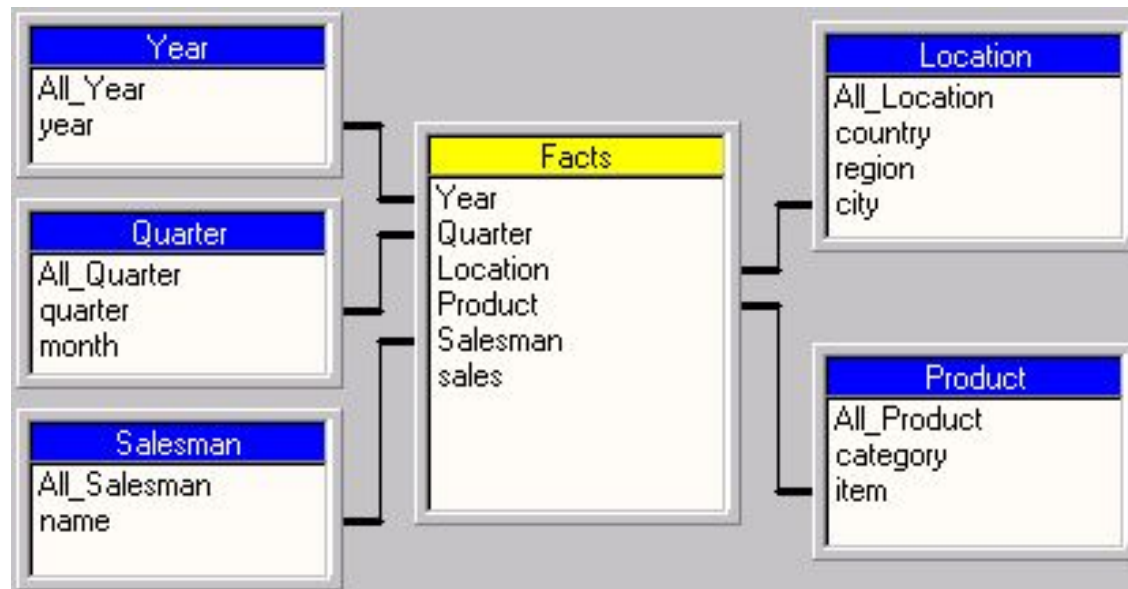 Year
All_Year
year
Quarter
All_Quarter
quarter
month
Salesman
All_Salesman
name
Facts
Year
Quarter
Location
Product
Salesman
sales
Location
All_Location
country
region
city
Product
All_Product
category
item